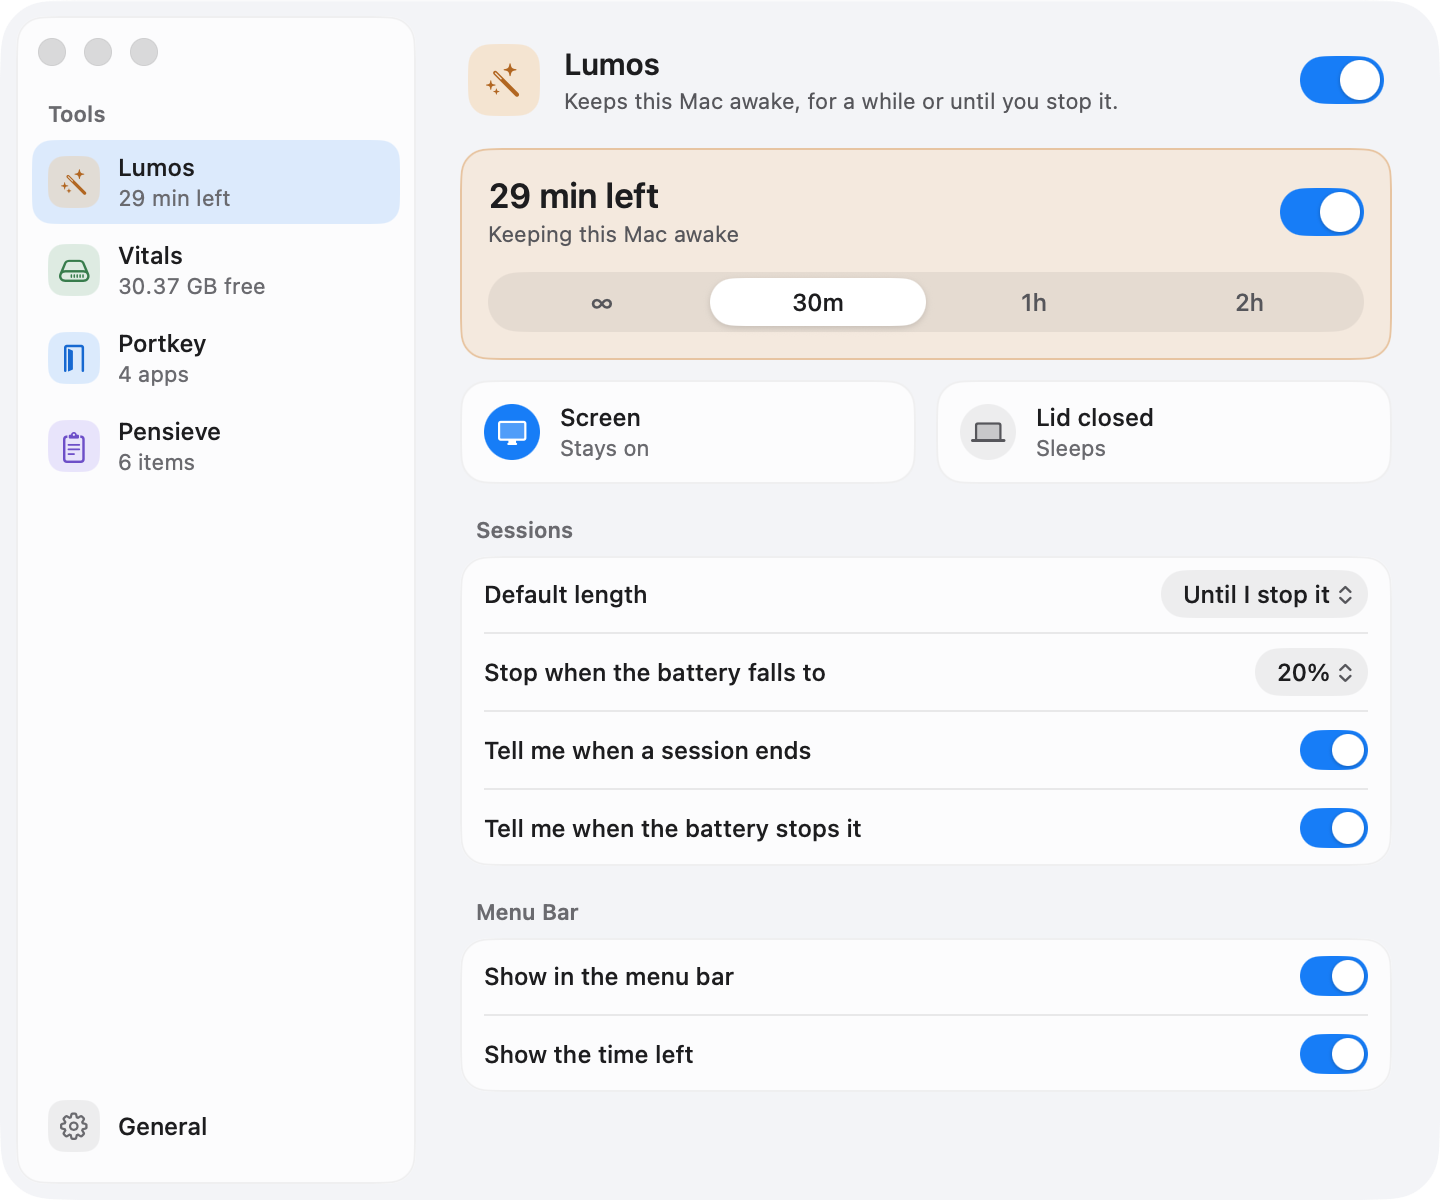 Tools
Lumos
29 min left
Vitals
30.37 GB free
Portkey
4 apps
Pensieve
6 items
General
Lumos
Keeps this Mac awake, for a while or until you stop it.
29 min left
Keeping this Mac awake
∞ 30m 1h 2h
Screen
Stays on
Lid closed
Sleeps
Sessions
Default length Until I stop it
Stop when the battery falls to 20%
Tell me when a session ends
Tell me when the battery stops it
Menu Bar
Show in the menu bar
Show the time left